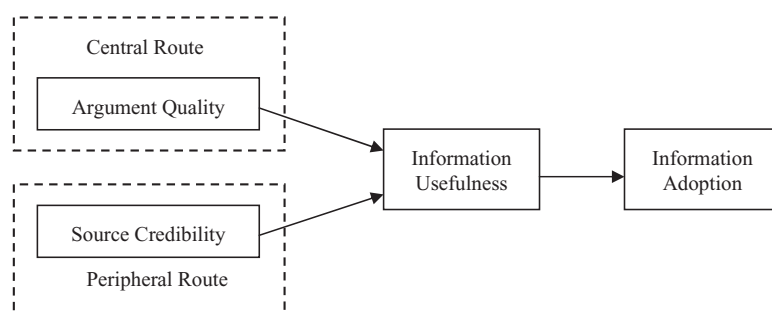 Central Route
Argument Quality
Information
Usefulness
Information
Adoption
Source Credibility
Peripheral Route